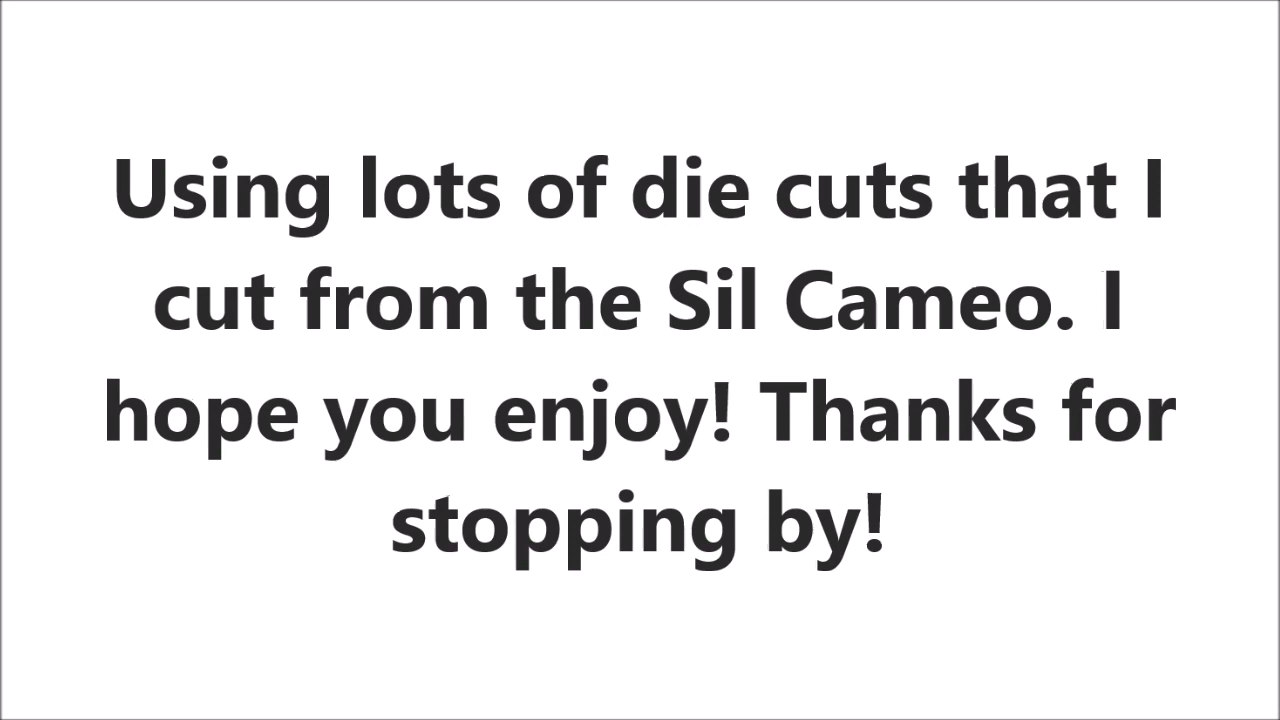 Using lots of die cuts that I
cut from the Sil Cameo. I
hope you enjoy! Thanks for
stopping by!